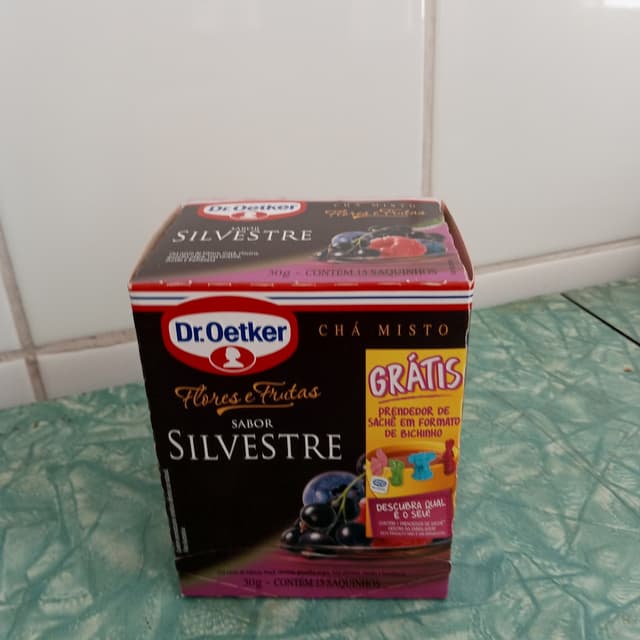 Dr.Oetker
CHÁ MISTO
Flores e Frutas
SABOR
SILVESTRE
30g - CONTÉM 15 SAQUINHOS
Dr.Oetker
CHÁ MISTO
Flores e Frutas
SABOR
SILVESTRE
GRÁTIS
PRENDEDOR DE
SACHÊ EM FORMATO
DE BICHINHO
DESCUBRA QUAL
É O SEU!
30g - CONTÉM 15 SAQUINHOS